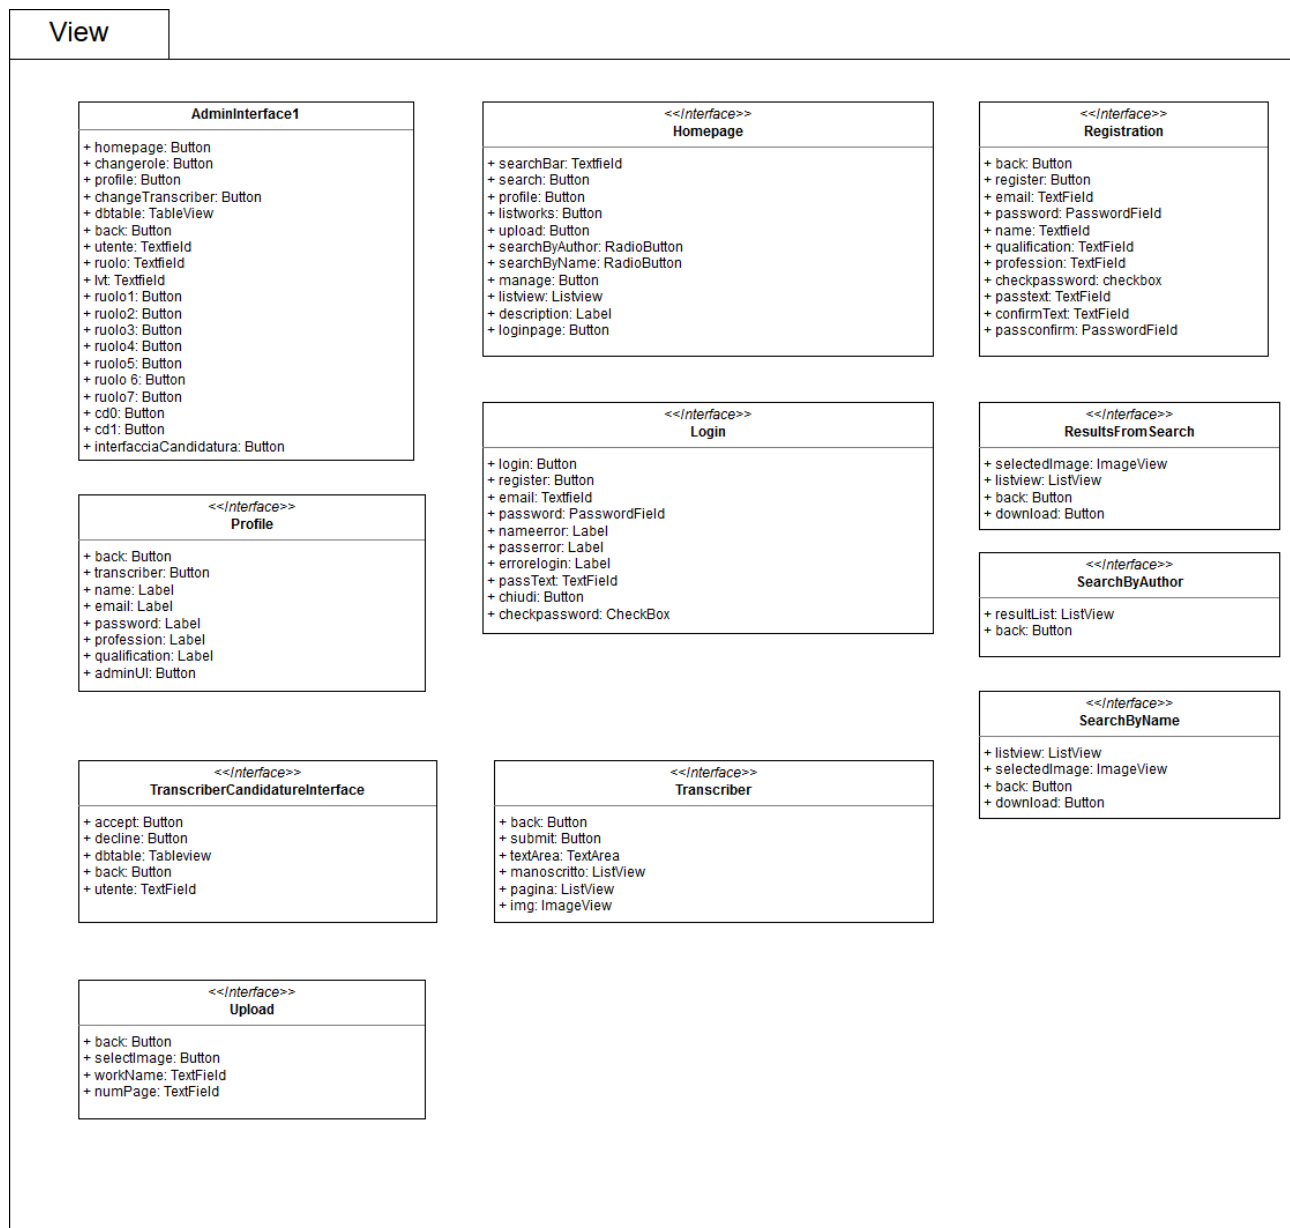 View
AdminInterface1
+ homepage: Button
+ changerole: Button
+ profile: Button
+ changeTranscriber: Button
+ dbtable: TableView
+ back: Button
+ utente: Textfield
+ ruolo: Textfield
+ lvt: Textfield
+ ruolo1: Button
+ ruolo2: Button
+ ruolo3: Button
+ ruolo4: Button
+ ruolo5: Button
+ ruolo 6: Button
+ ruolo7: Button
+ cd0: Button
+ cd1: Button
+ interfacciaCandidatura: Button
<<Interface>>
Homepage
+ searchBar: Textfield
+ search: Button
+ profile: Button
+ listworks: Button
+ upload: Button
+ searchByAuthor: RadioButton
+ searchByName: RadioButton
+ manage: Button
+ listview: Listview
+ description: Label
+ loginpage: Button
<<Interface>>
Registration
+ back: Button
+ register: Button
+ email: TextField
+ password: PasswordField
+ name: Textfield
+ qualification: TextField
+ profession: TextField
+ checkpassword: checkbox
+ passtext: TextField
+ confirmText: TextField
+ passconfirm: PasswordField
<<Interface>>
Login
+ login: Button
+ register: Button
+ email: Textfield
+ password: PasswordField
+ nameerror: Label
+ passerror: Label
+ errorelogin: Label
+ passText: TextField
+ chiudi: Button
+ checkpassword: CheckBox
<<Interface>>
ResultsFromSearch
+ selectedImage: ImageView
+ listview: ListView
+ back: Button
+ download: Button
<<Interface>>
Profile
+ back: Button
+ transcriber: Button
+ name: Label
+ email: Label
+ password: Label
+ profession: Label
+ qualification: Label
+ adminUI: Button
<<Interface>>
SearchByAuthor
+ resultList: ListView
+ back: Button
<<Interface>>
SearchByName
+ listview: ListView
+ selectedImage: ImageView
+ back: Button
+ download: Button
<<Interface>>
TranscriberCandidatureInterface
+ accept: Button
+ decline: Button
+ dbtable: Tableview
+ back: Button
+ utente: TextField
<<Interface>>
Transcriber
+ back: Button
+ submit: Button
+ textArea: TextArea
+ manoscritto: ListView
+ pagina: ListView
+ img: ImageView
<<Interface>>
Upload
+ back: Button
+ selectImage: Button
+ workName: TextField
+ numPage: TextField